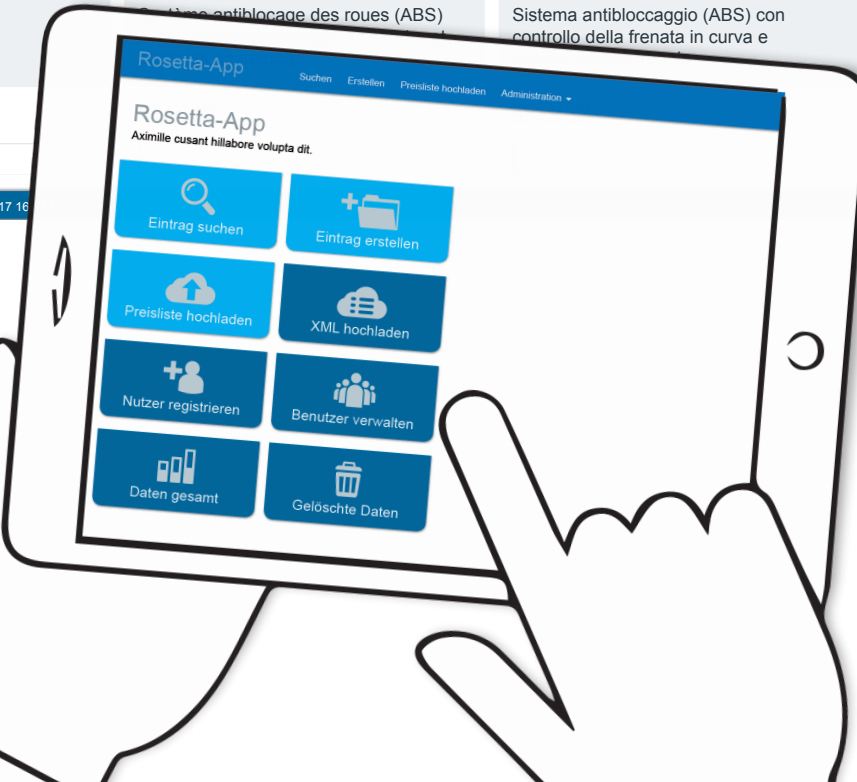 Système antiblocage des roues (ABS)
Sistema antibloccaggio (ABS) con
controllo della frenata in curva e
17 16
Rosetta-App
Suchen Erstellen Preisliste hochladen Administration
Rosetta-App
Aximille cusant hillabore volupta dit.
Eintrag suchen
Eintrag erstellen
Preisliste hochladen
XML hochladen
Nutzer registrieren
Benutzer verwalten
Daten gesamt
Gelöschte Daten